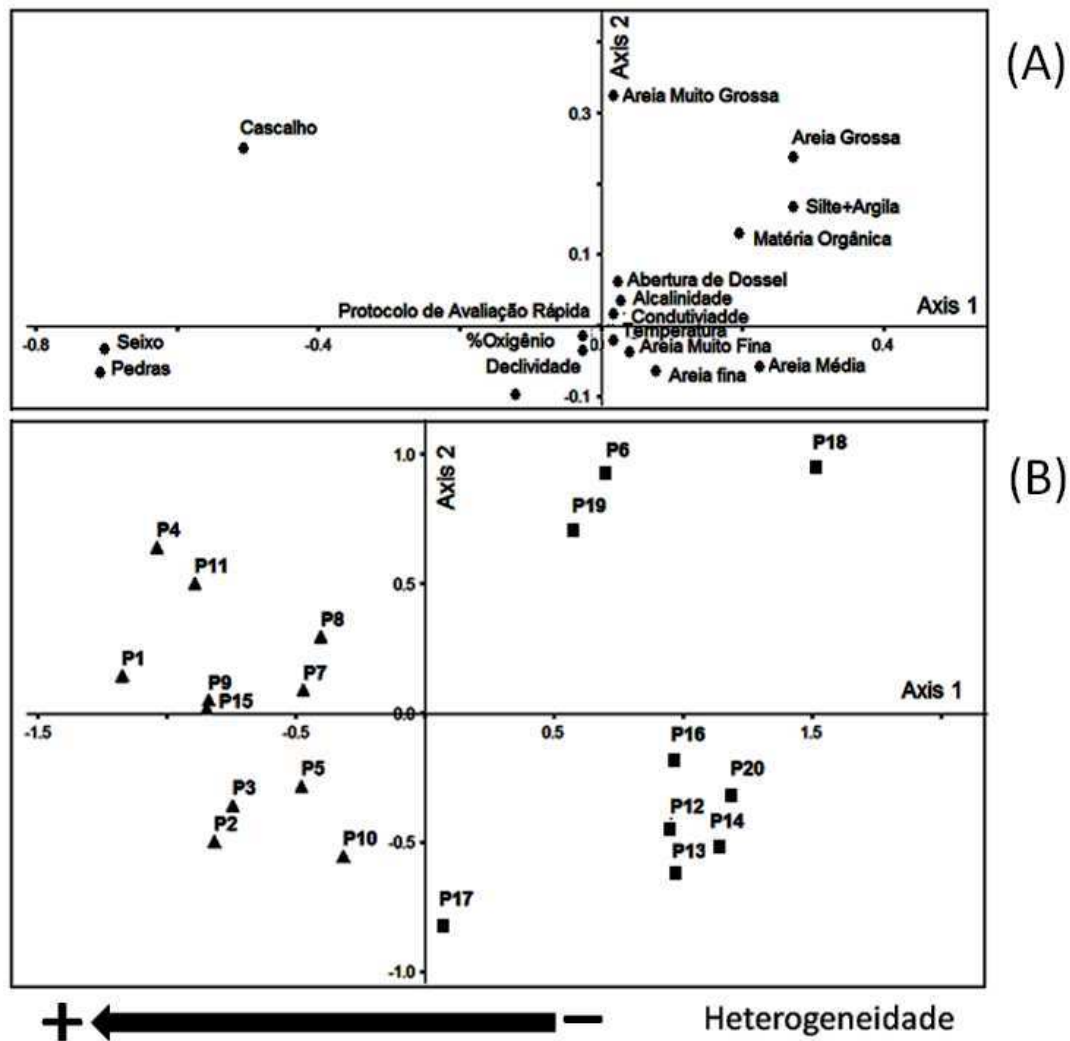 (A)
Axis 2
Areia Muito Grossa
0.3
Cascalho
Areia Grossa
Silte+Argila
Matéria Orgânica
0.1
Abertura de Dossel
Alcalinidade
Protocolo de Avaliação Rápida
Condutiviadde
Axis 1
-0.8
Seixo
-0.4
%Oxigênio
0.
Temperatura
0.4
Areia Muito Fina
Pedras
Declividade
Areia fina
Areia Média
-0.1
(B)
Axis 2
1.0
P6
P18
P19
P4
P11
0.5
P8
P1
P9
P7
P15
Axis 1
0.0
-1.5
-0.5
0.5
1.5
P16
P5
P20
P3
P12
P2
P14
-0.5
P10
P13
P17
-1.0
+
−
Heterogeneidade